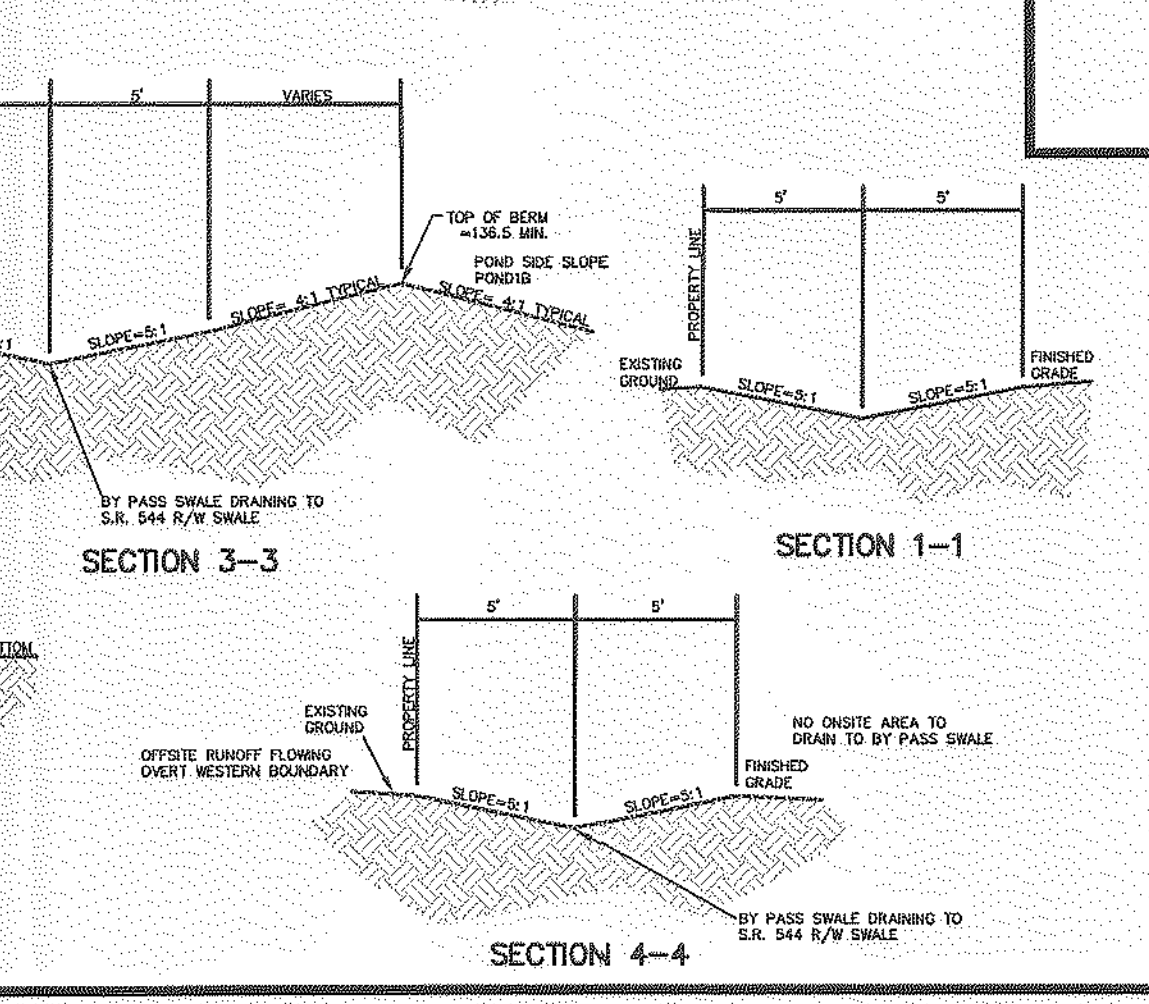 5'
VARIES
TOP OF BERM
=136.5 MIN.
POND SIDE SLOPE
POND1B
SLOPE= 4:1 TYPICAL
SLOPE= 4:1 TYPICAL
SLOPE=5:1
:1
BY PASS SWALE DRAINING TO
S.R. 544 R/W SWALE
SECTION 3-3
5'
5'
PROPERTY LINE
EXISTING
GROUND
FINISHED
GRADE
SLOPE=5:1
SLOPE=5:1
SECTION 1-1
TION
5'
5'
PROPERTY LINE
EXISTING
GROUND
OFFSITE RUNOFF FLOWING
OVERT WESTERN BOUNDARY
NO ONSITE AREA TO
DRAIN TO BY PASS SWALE
FINISHED
GRADE
SLOPE=5:1
SLOPE=5:1
BY PASS SWALE DRAINING TO
S.R. 544 R/W SWALE
SECTION 4-4